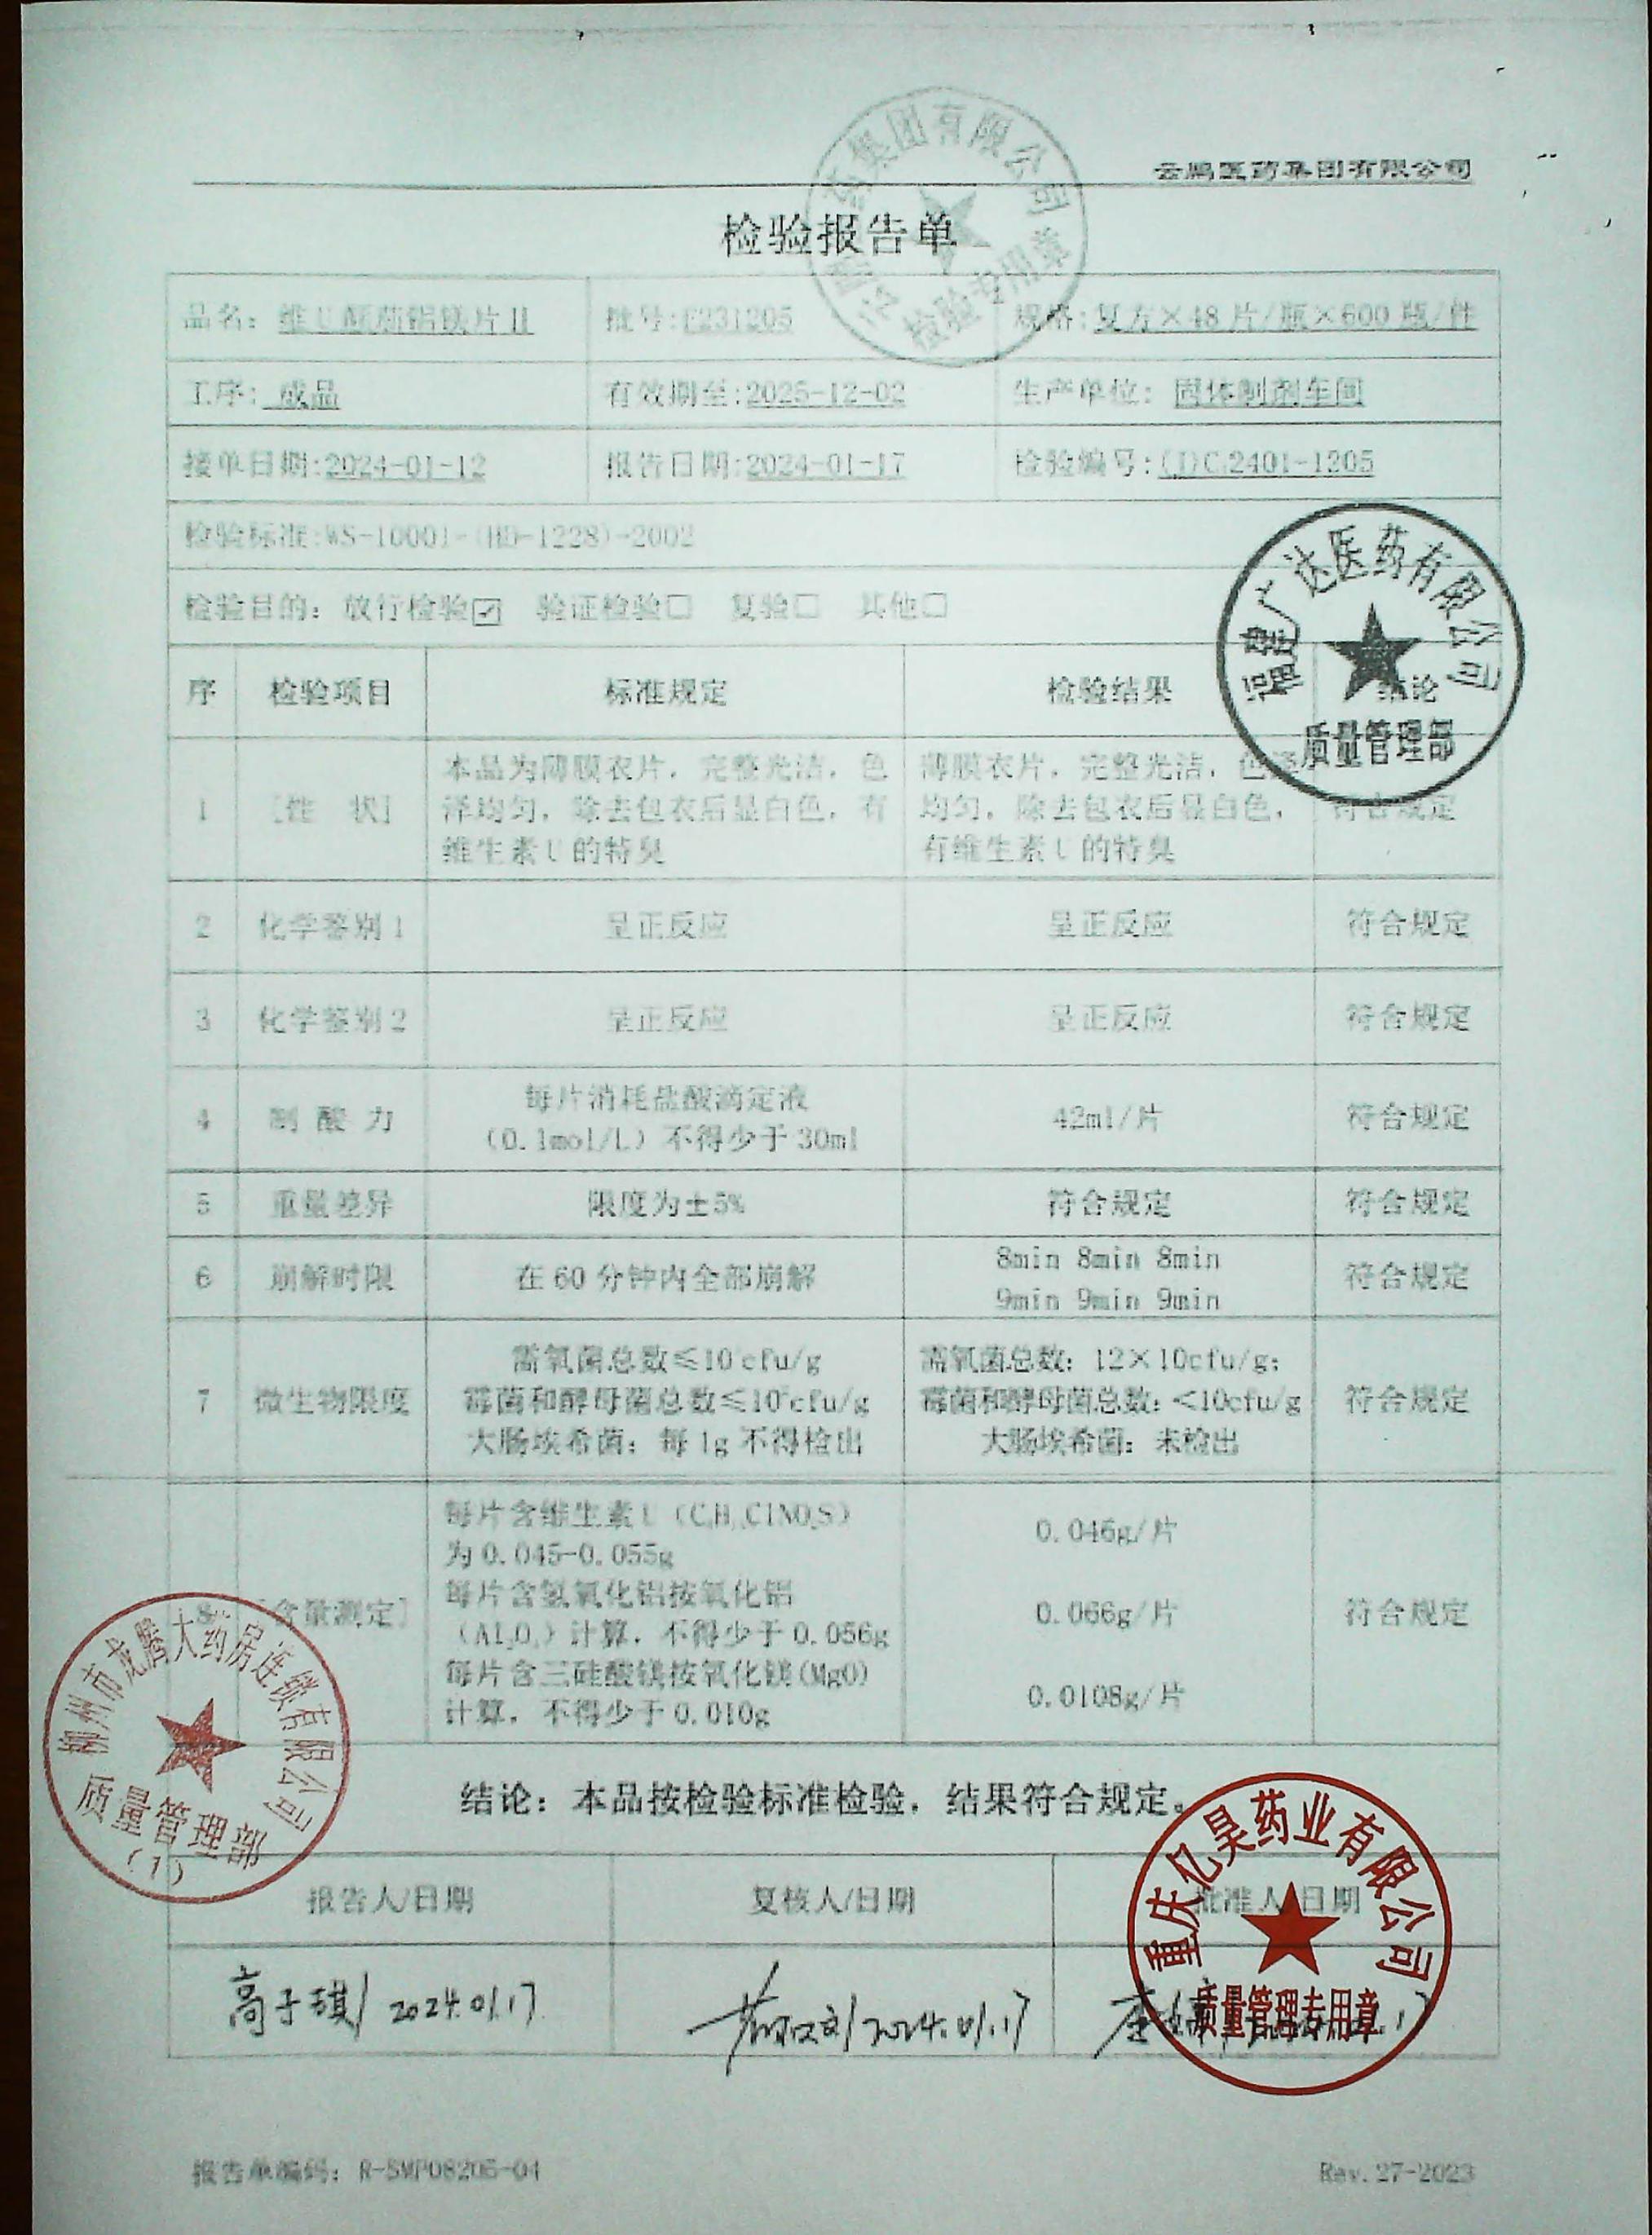 云鹏医药集团有限公司
检验报告单
药集团有限公司
检验专用章
品名：维U颠茄铝镁片II 批号:E231205 规格:复方×48片/瓶×600瓶/件
工序：成品 有效期至:2025-12-02 生产单位：固体制剂车间
接单日期:2024-01-12 报告日期:2024-01-17 检验编号:(J)C2401-1205
检验标准:WS-10001-(HD-1228)-2002
检验目的：放行检验☑ 验证检验□ 复验□ 其他□
福建广达医药有限公司
质量管理部
序 检验项目 标准规定 检验结果 结论
1 [性 状] 本品为薄膜衣片，完整光洁，色泽均匀，除去包衣后显白色，有维生素U的特臭 薄膜衣片，完整光洁，色泽均匀，除去包衣后显白色，有维生素U的特臭 符合规定
2 化学鉴别1 呈正反应 呈正反应 符合规定
3 化学鉴别2 呈正反应 呈正反应 符合规定
4 制 酸 力 每片消耗盐酸滴定液（0.1mol/L）不得少于30ml 42ml/片 符合规定
5 重量差异 限度为±5% 符合规定 符合规定
6 崩解时限 在60分钟内全部崩解 8min 8min 8min 9min 9min 9min 符合规定
7 微生物限度 需氧菌总数≤10 cfu/g 需氧菌总数：12×10cfu/g；
霉菌和酵母菌总数≤10²cfu/g 霉菌和酵母菌总数：<10cfu/g 符合规定
大肠埃希菌：每1g不得检出 大肠埃希菌：未检出
8 [含量测定] 每片含维生素U（C₆H₁₄ClNO₂S）
为0.045-0.055g 0.046g/片
每片含氢氧化铝按氧化铝
（Al₂O₃）计算，不得少于0.056g 0.066g/片 符合规定
每片含三硅酸镁按氧化镁(MgO)
计算，不得少于0.010g 0.0108g/片
柳州市龙腾大药房连锁有限公司
质量管理部
(1)
结论：本品按检验标准检验，结果符合规定。
重庆亿昊药业有限公司
质量管理专用章
报告人/日期 复核人/日期 批准人/日期
高于琪/2024.01.17 /2024.01.17
报告单编码：R-SMP08206-04 Rev.27-2023